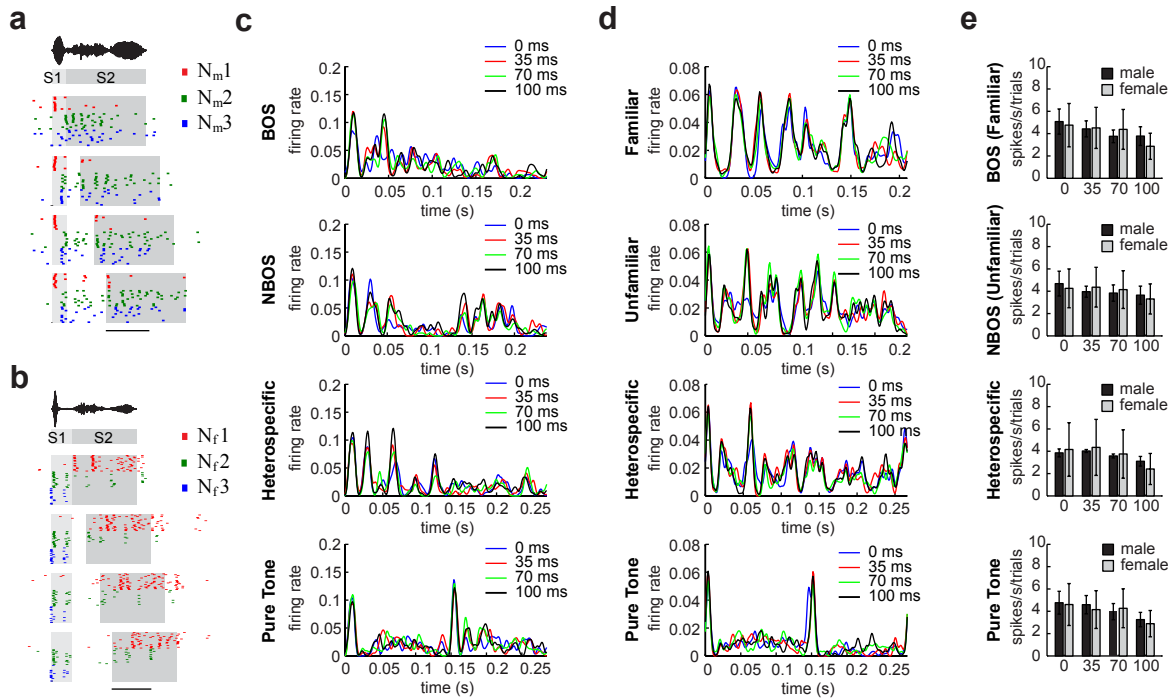 a
S1 S2
Nm1
Nm2
Nm3
b
S1 S2
Nf1
Nf2
Nf3
c
BOS
firing rate
0.2
0.15
0.1
0.05
0
0 ms
35 ms
70 ms
100 ms
0 0.05 0.1 0.15 0.2
time (s)
NBOS
firing rate
0.2
0.15
0.1
0.05
0
0 ms
35 ms
70 ms
100 ms
0 0.05 0.1 0.15 0.2
time (s)
Heterospecific
firing rate
0.2
0.15
0.1
0.05
0
0 ms
35 ms
70 ms
100 ms
0 0.05 0.1 0.15 0.2 0.25
time (s)
Pure Tone
firing rate
0.2
0.15
0.1
0.05
0
0 ms
35 ms
70 ms
100 ms
0 0.05 0.1 0.15 0.2 0.25
time (s)
d
Familiar
firing rate
0.08
0.06
0.04
0.02
0
0 ms
35 ms
70 ms
100 ms
0 0.05 0.1 0.15 0.2
time (s)
Unfamiliar
firing rate
0.08
0.06
0.04
0.02
0
0 ms
35 ms
70 ms
100 ms
0 0.05 0.1 0.15 0.2
time (s)
Heterospecific
firing rate
0.08
0.06
0.04
0.02
0
0 ms
35 ms
70 ms
100 ms
0 0.05 0.1 0.15 0.2 0.25
time (s)
Pure Tone
firing rate
0.08
0.06
0.04
0.02
0
0 ms
35 ms
70 ms
100 ms
0 0.05 0.1 0.15 0.2 0.25
time (s)
e
BOS (Familiar)
spikes/s/trials
10
8
6
4
2
0
male
female
0 35 70 100
NBOS (Unfamiliar)
spikes/s/trials
10
8
6
4
2
0
male
female
0 35 70 100
Heterospecific
spikes/s/trials
10
8
6
4
2
0
male
female
0 35 70 100
Pure Tone
spikes/s/trials
10
8
6
4
2
0
male
female
0 35 70 100